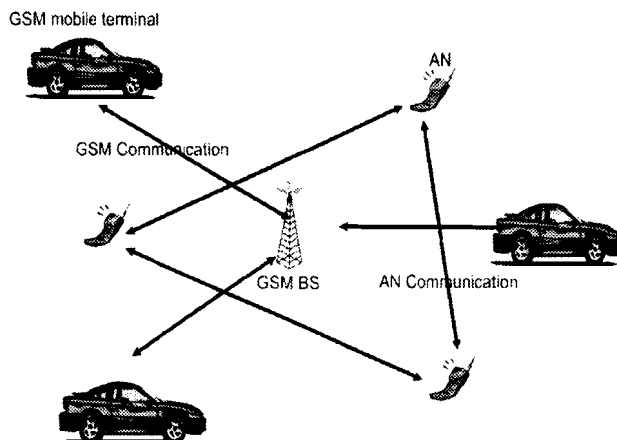 GSM mobile terminal
AN
GSM Communication
GSM BS
AN Communication